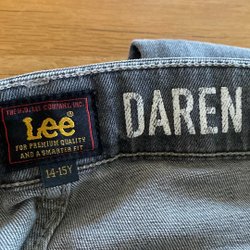 THE H.D. LEE COMPANY, INC.
Lee
FOR PREMIUM QUALITY
AND A SMARTER FIT
14-15Y
DAREN